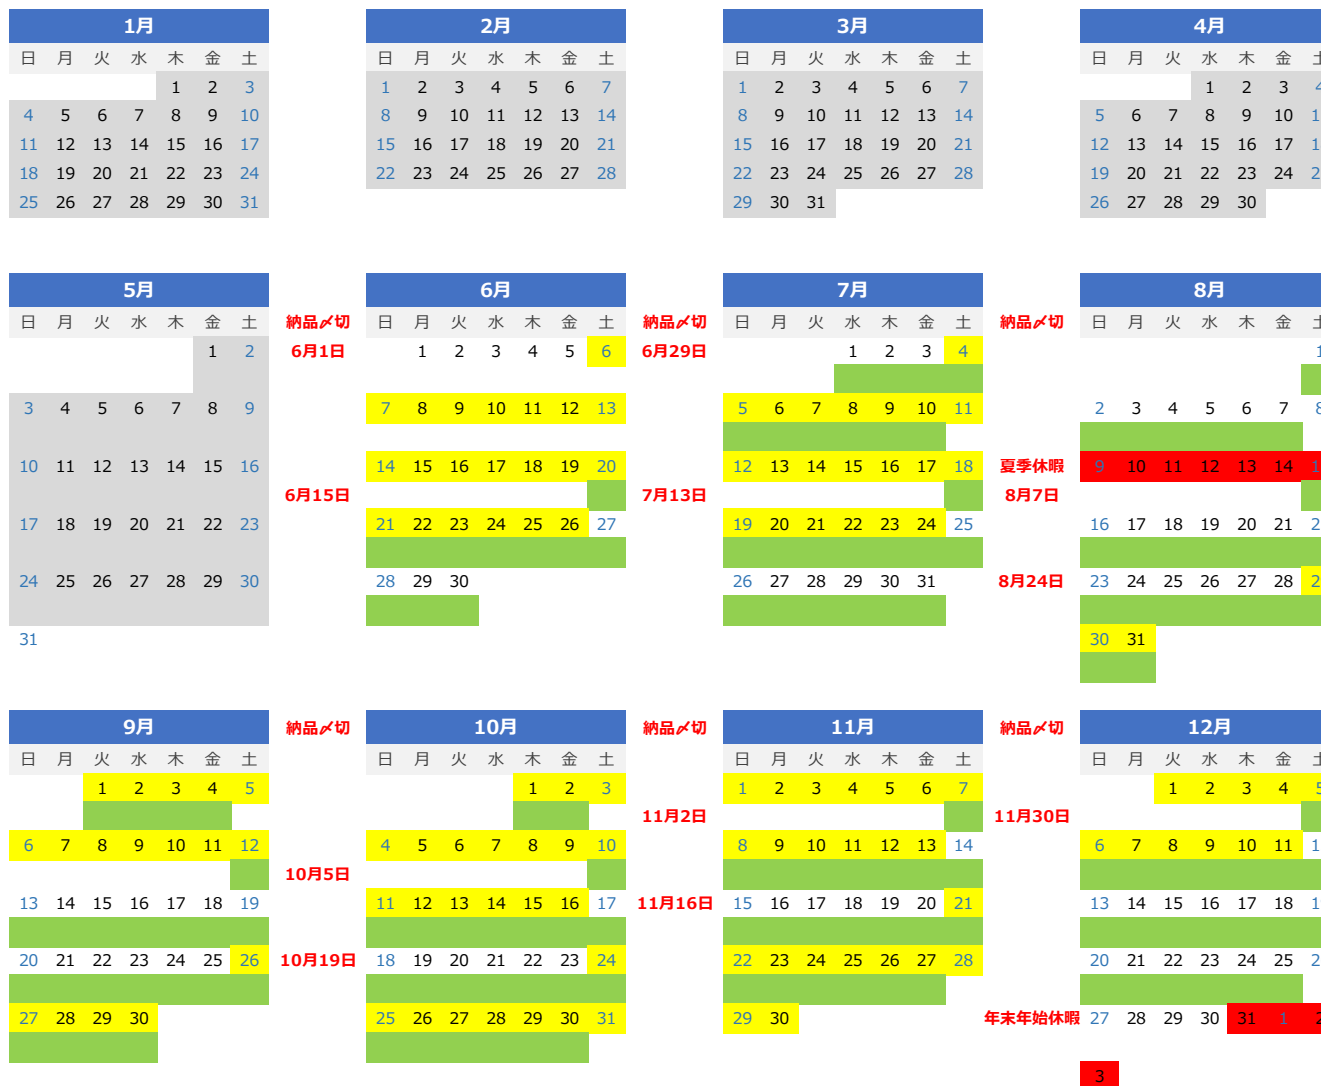 1月
日 月 火 水 木 金 土
1 2 3
4 5 6 7 8 9 10
11 12 13 14 15 16 17
18 19 20 21 22 23 24
25 26 27 28 29 30 31
2月
日 月 火 水 木 金 土
1 2 3 4 5 6 7
8 9 10 11 12 13 14
15 16 17 18 19 20 21
22 23 24 25 26 27 28
3月
日 月 火 水 木 金 土
1 2 3 4 5 6 7
8 9 10 11 12 13 14
15 16 17 18 19 20 21
22 23 24 25 26 27 28
29 30 31
4月
日 月 火 水 木 金
1 2 3
5 6 7 8 9 10
12 13 14 15 16 17
19 20 21 22 23 24
26 27 28 29 30
5月
日 月 火 水 木 金 土
1 2
3 4 5 6 7 8 9
10 11 12 13 14 15 16
17 18 19 20 21 22 23
24 25 26 27 28 29 30
31
納品〆切
6月1日
6月15日
6月
日 月 火 水 木 金 土
1 2 3 4 5 6
7 8 9 10 11 12 13
14 15 16 17 18 19 20
21 22 23 24 25 26 27
28 29 30
納品〆切
6月29日
7月13日
7月
日 月 火 水 木 金 土
1 2 3 4
5 6 7 8 9 10 11
12 13 14 15 16 17 18
19 20 21 22 23 24 25
26 27 28 29 30 31
納品〆切
夏季休暇
8月7日
8月24日
8月
日 月 火 水 木 金
2 3 4 5 6 7
9 10 11 12 13 14
16 17 18 19 20 21
23 24 25 26 27 28
30 31
9月
日 月 火 水 木 金 土
1 2 3 4 5
6 7 8 9 10 11 12
13 14 15 16 17 18 19
20 21 22 23 24 25 26
27 28 29 30
納品〆切
10月5日
10月19日
10月
日 月 火 水 木 金 土
1 2 3
4 5 6 7 8 9 10
11 12 13 14 15 16 17
18 19 20 21 22 23 24
25 26 27 28 29 30 31
納品〆切
11月2日
11月16日
11月
日 月 火 水 木 金 土
1 2 3 4 5 6 7
8 9 10 11 12 13 14
15 16 17 18 19 20 21
22 23 24 25 26 27 28
29 30
納品〆切
11月30日
年末年始休暇
12月
日 月 火 水 木 金
1 2 3 4
6 7 8 9 10 11
13 14 15 16 17 18
20 21 22 23 24 25
27 28 29 30 31 1
3